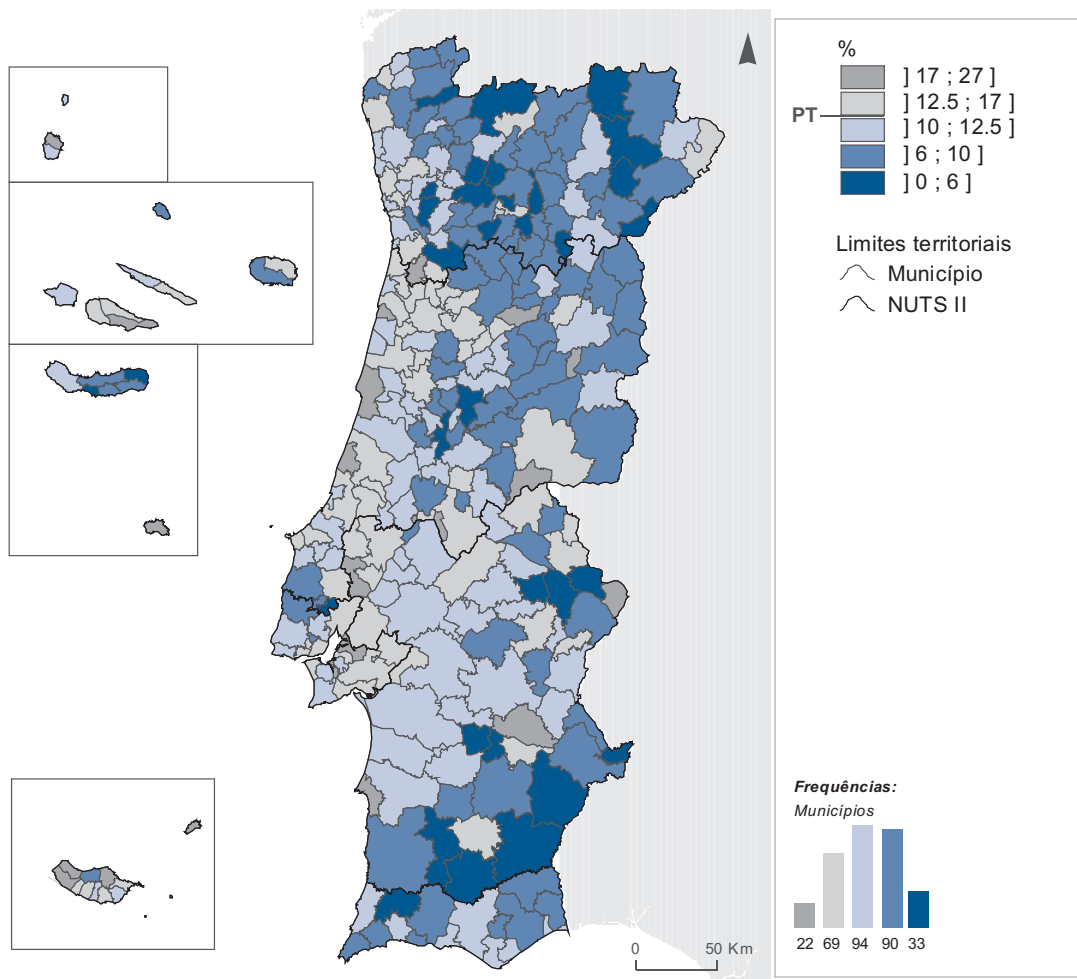 %
] 17 ; 27 ]
] 12.5 ; 17 ]
PT
] 10 ; 12.5 ]
] 6 ; 10 ]
] 0 ; 6 ]
Limites territoriais
Município
NUTS II
Frequências:
Municípios
22 69 94 90 33
0 50 Km